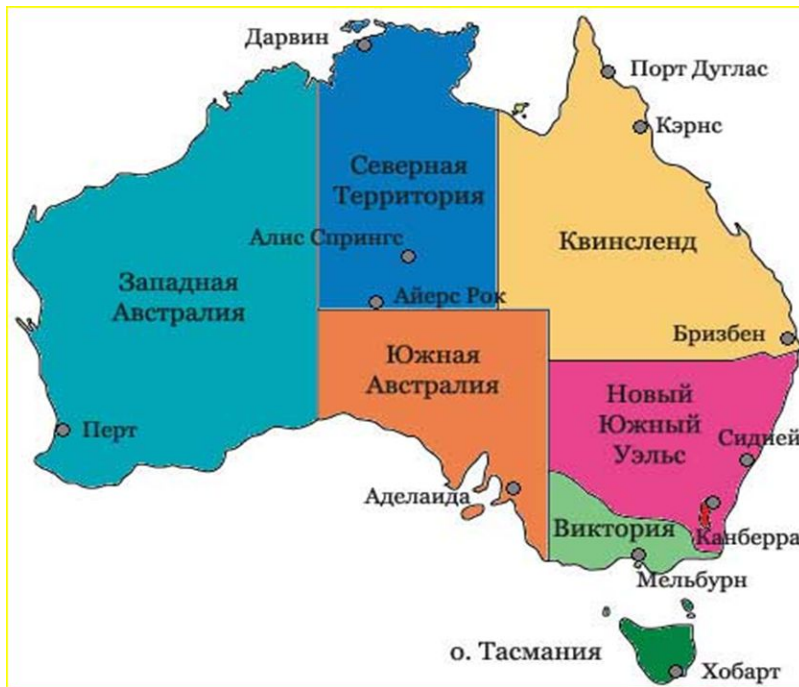 Дарвин
Порт Дуглас
Кэрнс
Северная
Территория
Алис Спрингс
Квинсленд
Западная
Австралия
Айерс Рок
Бризбен
Южная
Австралия
Новый
Южный
Уэльс
Перт
Сидней
Аделаида
Виктория
Канберра
Мельбурн
о. Тасмания
Хобарт